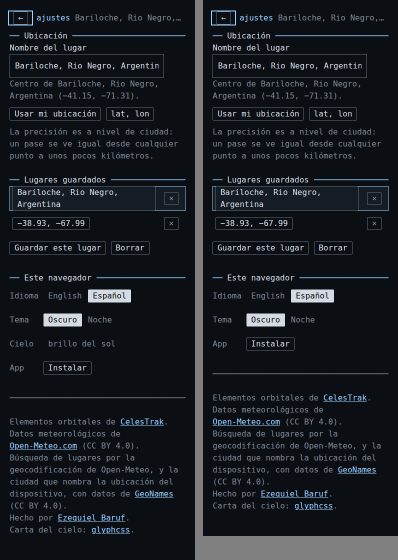 ← ajustes Bariloche, Río Negro,…
Ubicación
Nombre del lugar
Bariloche, Río Negro, Argentin
Centro de Bariloche, Río Negro,
Argentina (−41.15, −71.31).
Usar mi ubicación lat, lon
La precisión es a nivel de ciudad:
un pase se ve igual desde cualquier
punto a unos pocos kilómetros.
Lugares guardados
Bariloche, Río Negro,
Argentina ×
−38.93, −67.99 ×
Guardar este lugar Borrar
Este navegador
Idioma English Español
Tema Oscuro Noche
Cielo brillo del sol
App Instalar
Elementos orbitales de CelesTrak.
Datos meteorológicos de
Open-Meteo.com (CC BY 4.0).
Búsqueda de lugares por la
geocodificación de Open-Meteo, y la
ciudad que nombra la ubicación del
dispositivo, con datos de GeoNames
(CC BY 4.0).
Hecho por Ezequiel Baruf.
Carta del cielo: glyphcss.
← ajustes Bariloche, Río Negro,…
Ubicación
Nombre del lugar
Bariloche, Río Negro, Argentin
Centro de Bariloche, Río Negro,
Argentina (−41.15, −71.31).
Usar mi ubicación lat, lon
La precisión es a nivel de ciudad:
un pase se ve igual desde cualquier
punto a unos pocos kilómetros.
Lugares guardados
Bariloche, Río Negro,
Argentina ×
−38.93, −67.99 ×
Guardar este lugar Borrar
Este navegador
Idioma English Español
Tema Oscuro Noche
App Instalar
Elementos orbitales de CelesTrak.
Datos meteorológicos de
Open-Meteo.com (CC BY 4.0).
Búsqueda de lugares por la
geocodificación de Open-Meteo, y la
ciudad que nombra la ubicación del
dispositivo, con datos de GeoNames
(CC BY 4.0).
Hecho por Ezequiel Baruf.
Carta del cielo: glyphcss.